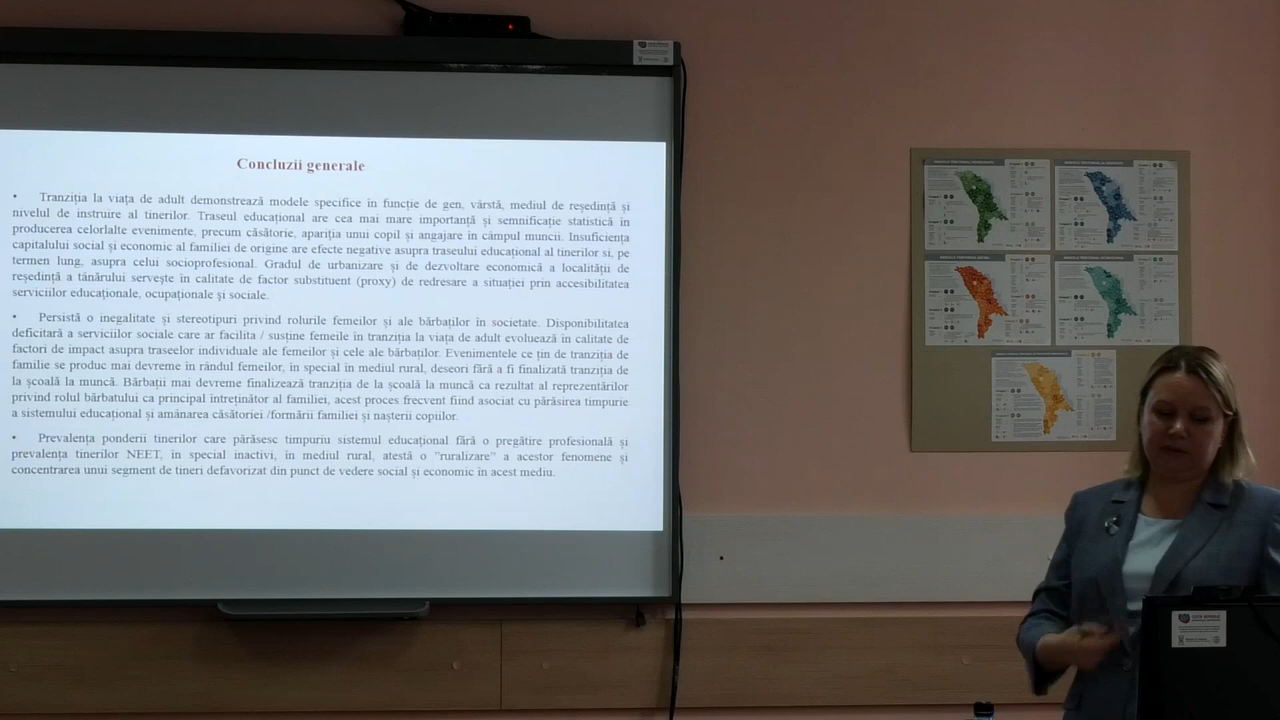 Concluzii generale
• Tranziția la viața de adult demonstrează modele specifice în funcție de gen, vârstă, mediul de reședință și
nivelul de instruire al tinerilor. Traseul educațional are cea mai mare importanță și semnificație statistică în
producerea celorlalte evenimente, precum căsătorie, apariția unui copil și angajare în câmpul muncii. Insuficiența
capitalului social și economic al familiei de origine are efecte negative asupra traseului educațional al tinerilor si, pe
termen lung, asupra celui socioprofesional. Gradul de urbanizare și de dezvoltare economică a localității de
reședință a tânărului servește în calitate de factor substituent (proxy) de redresare a situației prin accesibilitatea
serviciilor educaționale, ocupaționale și sociale.
• Persistă o inegalitate și stereotipuri privind rolurile femeilor și ale bărbaților în societate. Disponibilitatea
deficitară a serviciilor sociale care ar facilita / susține femeile în tranziția la viața de adult evoluează în calitate de
factori de impact asupra traseelor individuale ale femeilor și cele ale bărbaților. Evenimentele ce țin de tranziția de
familie se produc mai devreme în rândul femeilor, în special in mediul rural, deseori fără a fi finalizată tranziția de
la școală la muncă. Bărbații mai devreme finalizează tranziția de la școală la muncă ca rezultat al reprezentărilor
privind rolul bărbatului ca principal întreținător al familiei, acest proces frecvent fiind asociat cu părăsirea timpurie
a sistemului educațional și amânarea căsătoriei /formării familiei și nașterii copiilor.
• Prevalența ponderii tinerilor care părăsesc timpuriu sistemul educațional fără o pregătire profesională și
prevalența tinerilor NEET, în special inactivi, în mediul rural, atestă o "ruralizare" a acestor fenomene și
concentrarea unui segment de tineri defavorizat din punct de vedere social și economic în acest mediu.